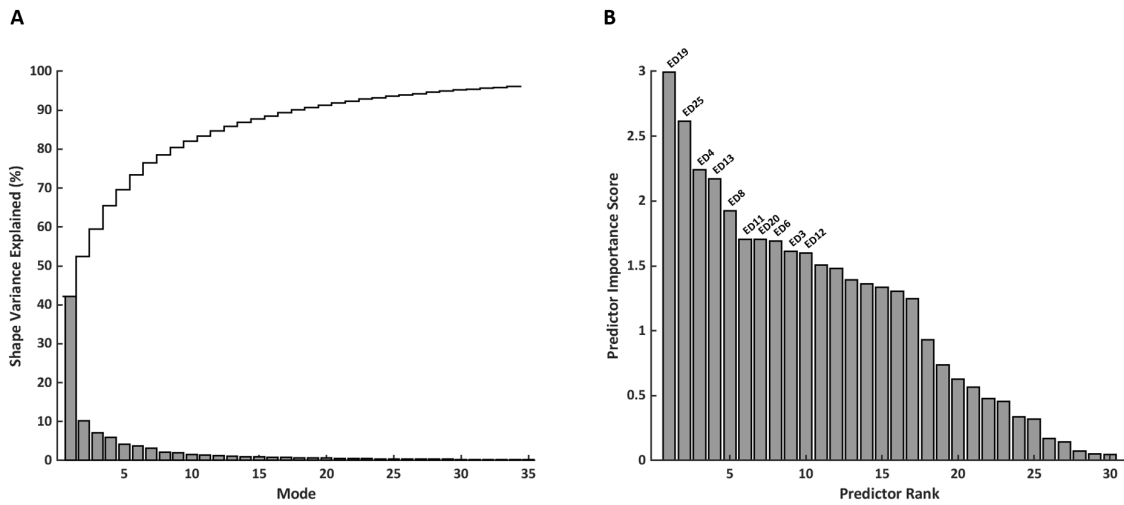 A
Shape Variance Explained (%)
100
90
80
70
60
50
40
30
20
10
0
5 10 15 20 25 30 35
Mode
B
Predictor Importance Score
3
2.5
2
1.5
1
0.5
0
ED19
ED25
ED4
ED13
ED8
ED11
ED20
ED6
ED3
ED12
5 10 15 20 25 30
Predictor Rank